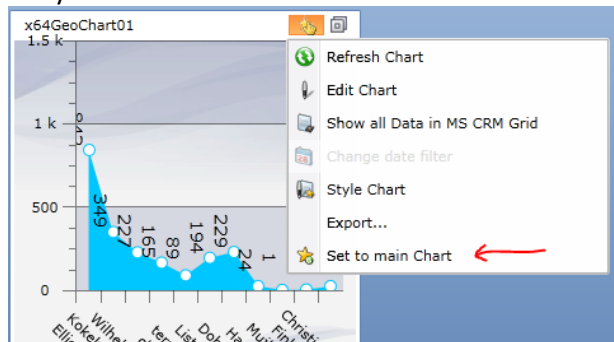 x64GeoChart01
1.5 k
Refresh Chart
Edit Chart
1 k
Show all Data in MS CRM Grid
Change date filter
Style Chart
349
227
165
89
194
229
24
1
500
Export...
Set to main Chart
0